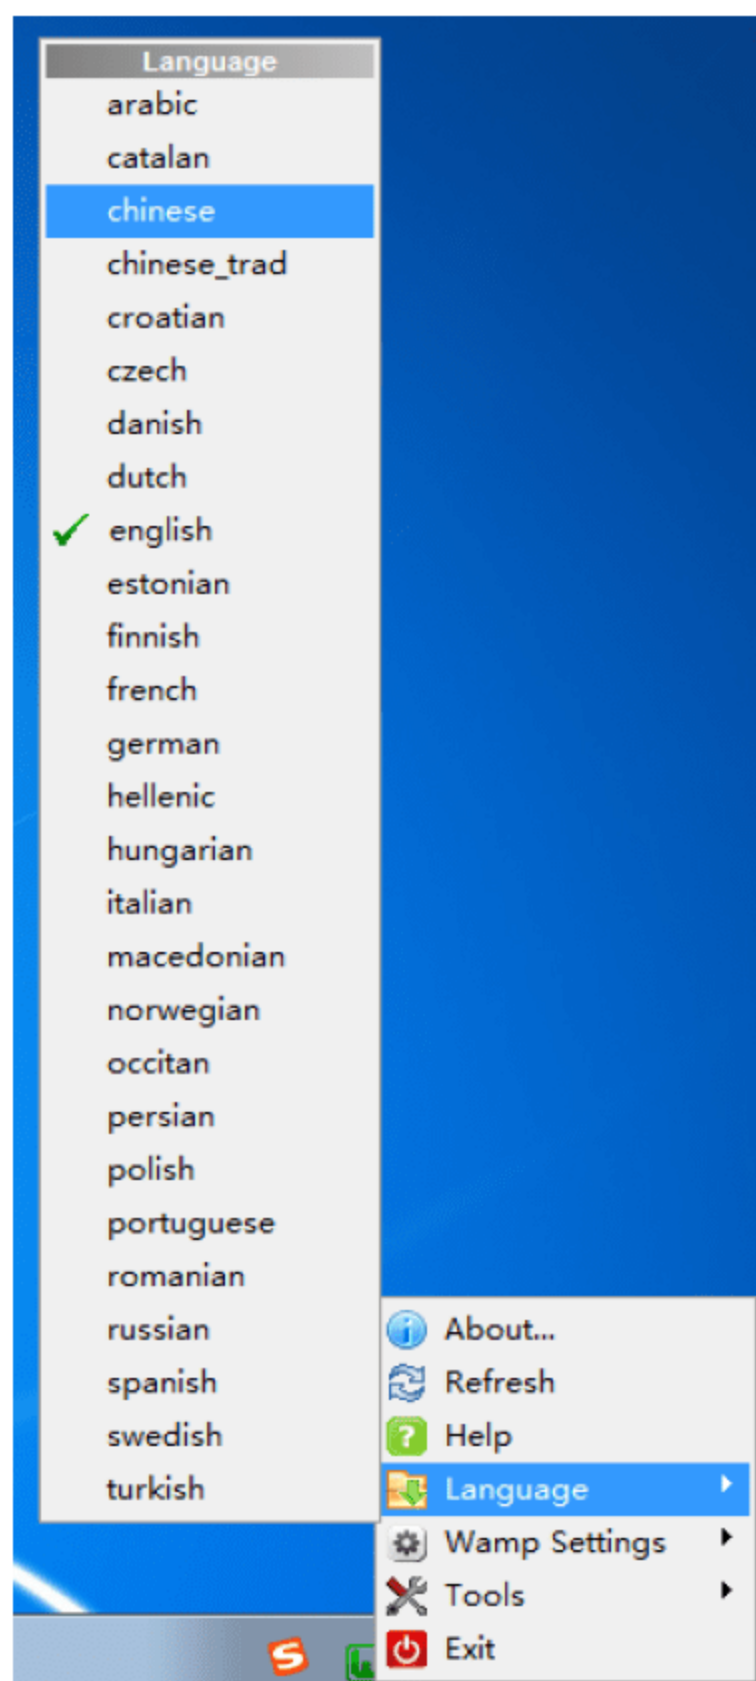 Language
arabic
catalan
chinese
chinese_trad
croatian
czech
danish
dutch
english
estonian
finnish
french
german
hellenic
hungarian
italian
macedonian
norwegian
occitan
persian
polish
portuguese
romanian
russian
spanish
swedish
turkish
About...
Refresh
Help
Language
Wamp Settings
Tools
Exit